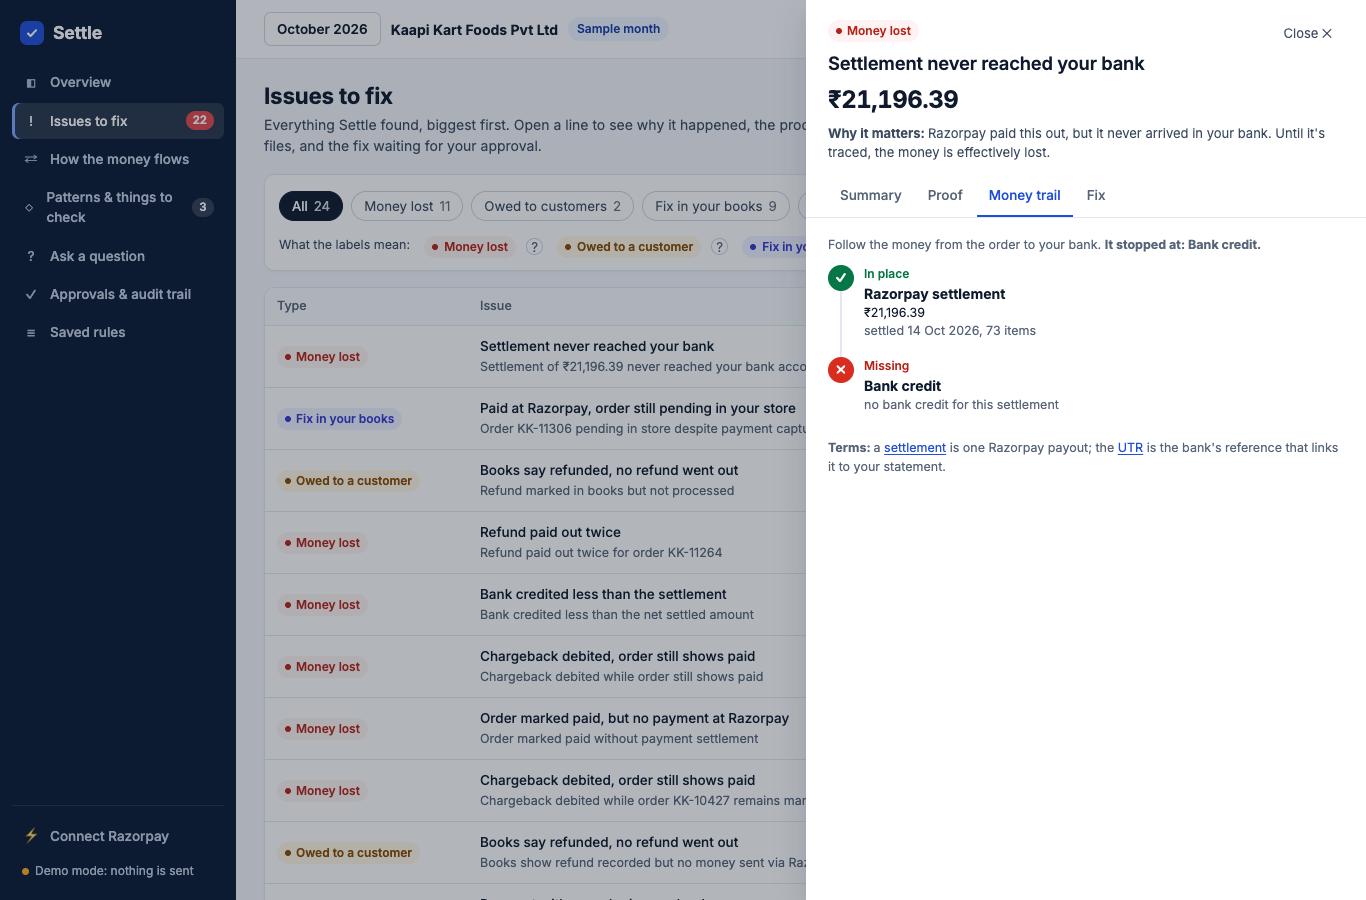 Settle
Overview
! Issues to fix 22
How the money flows
Patterns & things to
check 3
? Ask a question
Approvals & audit trail
Saved rules
Connect Razorpay
Demo mode: nothing is sent
October 2026 Kaapi Kart Foods Pvt Ltd Sample month
Issues to fix
Everything Settle found, biggest first. Open a line to see why it happened, the
files, and the fix waiting for your approval.
All 24 Money lost 11 Owed to customers 2 Fix in your books 9
What the labels mean: Money lost ? Owed to a customer ? Fix in
Type Issue
Money lost Settlement never reached your bank
Settlement of ₹21,196.39 never reached your bank
Fix in your books Paid at Razorpay, order still pending in your store
Order KK-11306 pending in store despite payment
Owed to a customer Books say refunded, no refund went out
Refund marked in books but not processed
Money lost Refund paid out twice
Refund paid out twice for order KK-11264
Money lost Bank credited less than the settlement
Bank credited less than the net settled amount
Money lost Chargeback debited, order still shows paid
Chargeback debited while order still shows paid
Money lost Order marked paid, but no payment at Razorpay
Order marked paid without payment settlement
Money lost Chargeback debited, order still shows paid
Chargeback debited while order KK-10427 remains
Owed to a customer Books say refunded, no refund went out
Books show refund recorded but no money sent via
Money lost
Close ×
Settlement never reached your bank
₹21,196.39
Why it matters: Razorpay paid this out, but it never arrived in your bank. Until it's
traced, the money is effectively lost.
Summary Proof Money trail Fix
Follow the money from the order to your bank. It stopped at: Bank credit.
In place
Razorpay settlement
₹21,196.39
settled 14 Oct 2026, 73 items
Missing
Bank credit
no bank credit for this settlement
Terms: a settlement is one Razorpay payout; the UTR is the bank's reference that links
it to your statement.